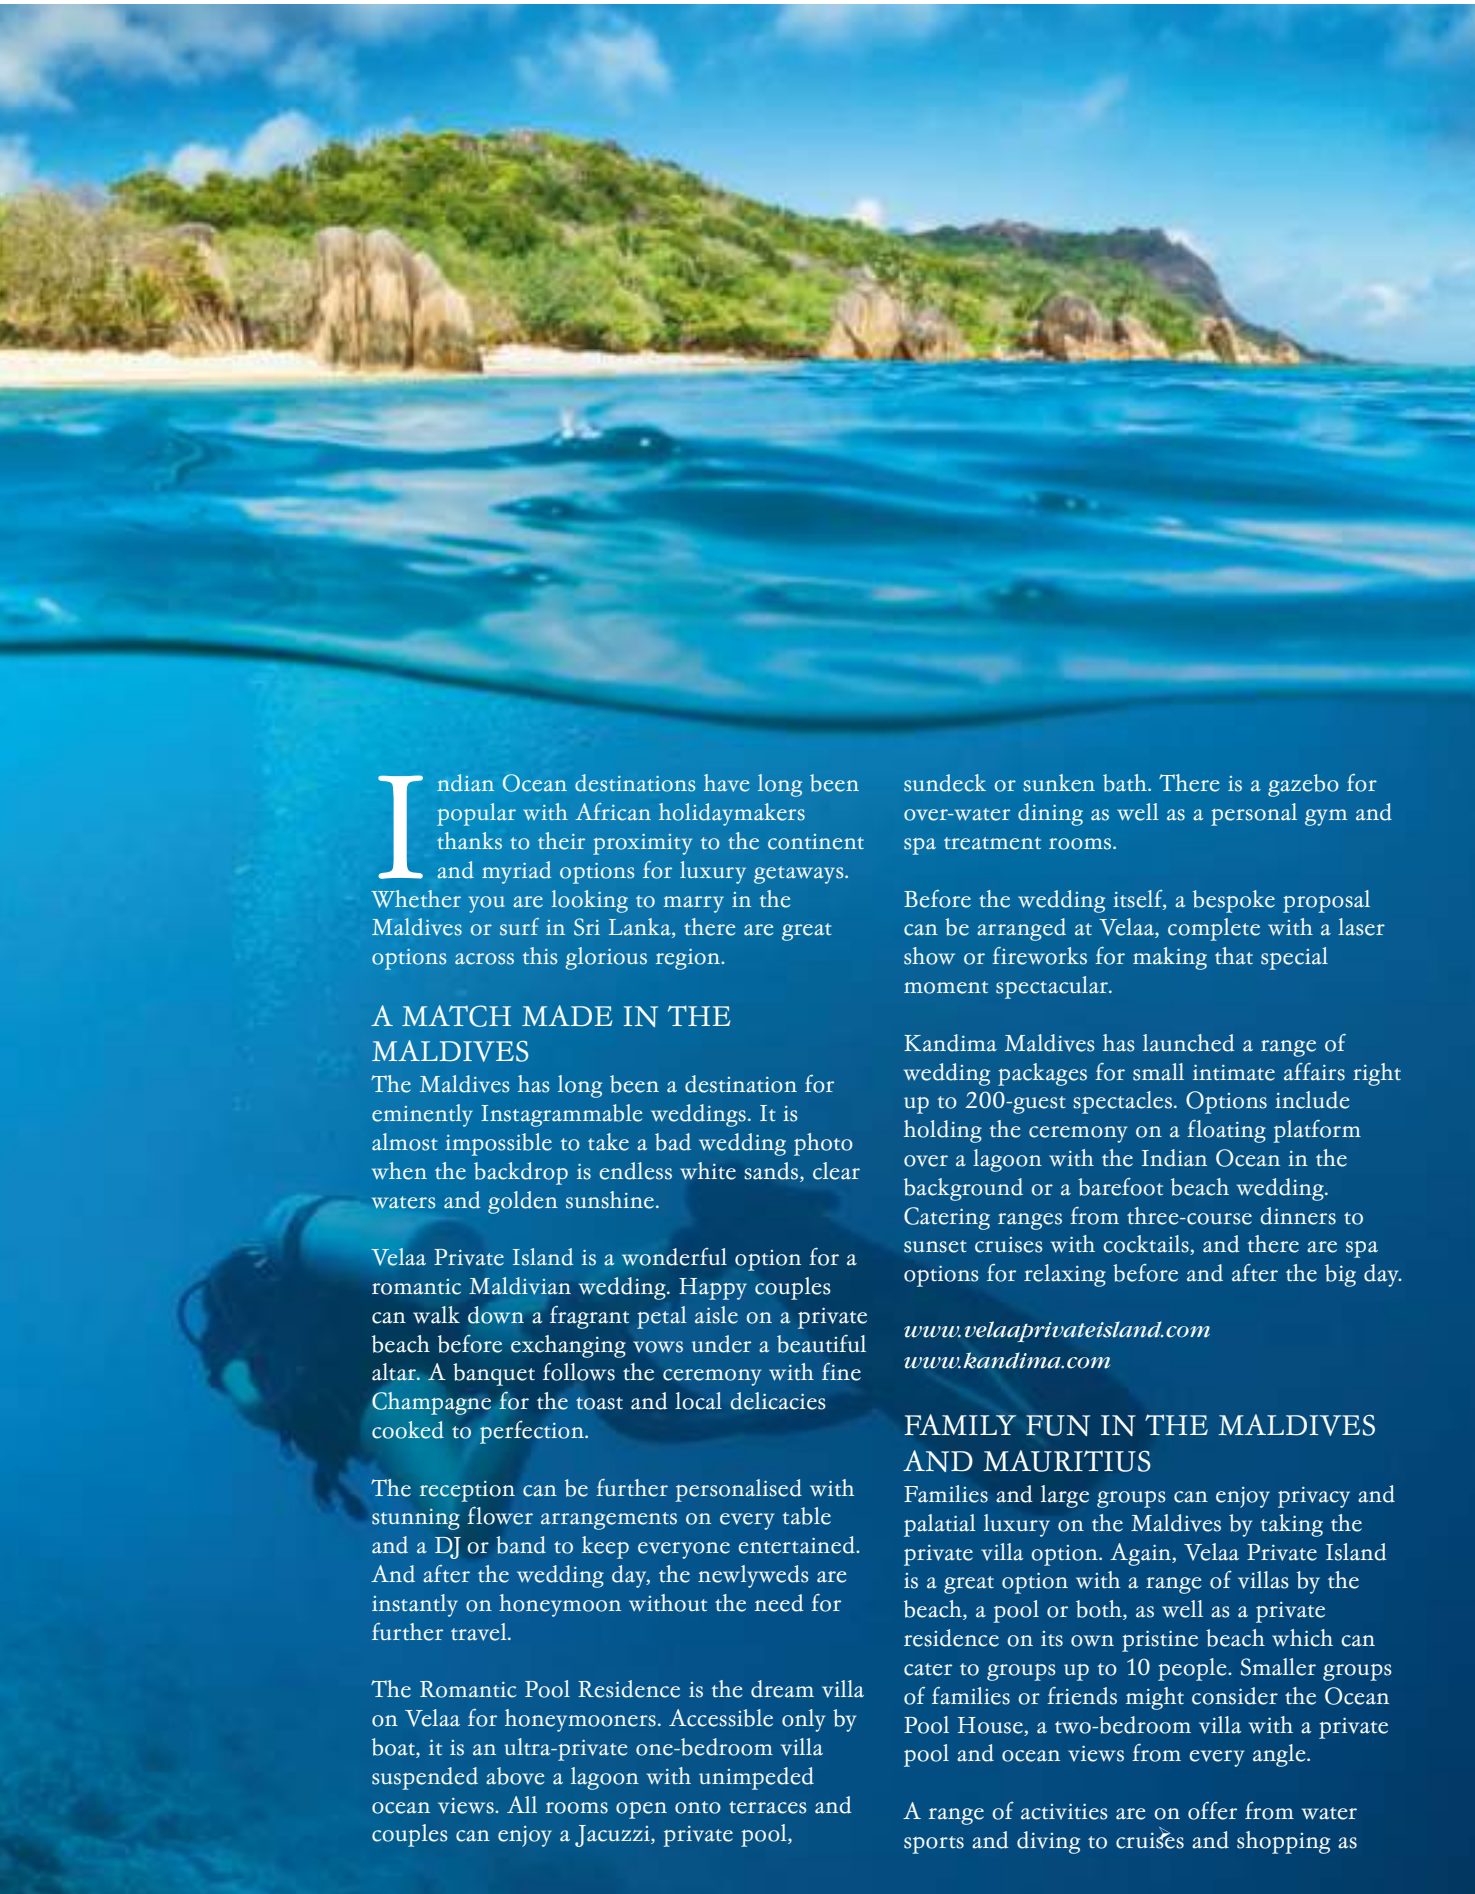 Indian Ocean destinations have long been
popular with African holidaymakers
thanks to their proximity to the continent
and myriad options for luxury getaways.
Whether you are looking to marry in the
Maldives or surf in Sri Lanka, there are great
options across this glorious region.
A MATCH MADE IN THE
MALDIVES
The Maldives has long been a destination for
eminently Instagrammable weddings. It is
almost impossible to take a bad wedding photo
when the backdrop is endless white sands, clear
waters and golden sunshine.
Velaa Private Island is a wonderful option for a
romantic Maldivian wedding. Happy couples
can walk down a fragrant petal aisle on a private
beach before exchanging vows under a beautiful
altar. A banquet follows the ceremony with fine
Champagne for the toast and local delicacies
cooked to perfection.
The reception can be further personalised with
stunning flower arrangements on every table
and a DJ or band to keep everyone entertained.
And after the wedding day, the newlyweds are
instantly on honeymoon without the need for
further travel.
The Romantic Pool Residence is the dream villa
on Velaa for honeymooners. Accessible only by
boat, it is an ultra-private one-bedroom villa
suspended above a lagoon with unimpeded
ocean views. All rooms open onto terraces and
couples can enjoy a Jacuzzi, private pool,
sundeck or sunken bath. There is a gazebo for
over-water dining as well as a personal gym and
spa treatment rooms.
Before the wedding itself, a bespoke proposal
can be arranged at Velaa, complete with a laser
show or fireworks for making that special
moment spectacular.
Kandima Maldives has launched a range of
wedding packages for small intimate affairs right
up to 200-guest spectacles. Options include
holding the ceremony on a floating platform
over a lagoon with the Indian Ocean in the
background or a barefoot beach wedding.
Catering ranges from three-course dinners to
sunset cruises with cocktails, and there are spa
options for relaxing before and after the big day.
www.velaaprivateisland.com
www.kandima.com
FAMILY FUN IN THE MALDIVES
AND MAURITIUS
Families and large groups can enjoy privacy and
palatial luxury on the Maldives by taking the
private villa option. Again, Velaa Private Island
is a great option with a range of villas by the
beach, a pool or both, as well as a private
residence on its own pristine beach which can
cater to groups up to 10 people. Smaller groups
of families or friends might consider the Ocean
Pool House, a two-bedroom villa with a private
pool and ocean views from every angle.
A range of activities are on offer from water
sports and diving to cruises and shopping as